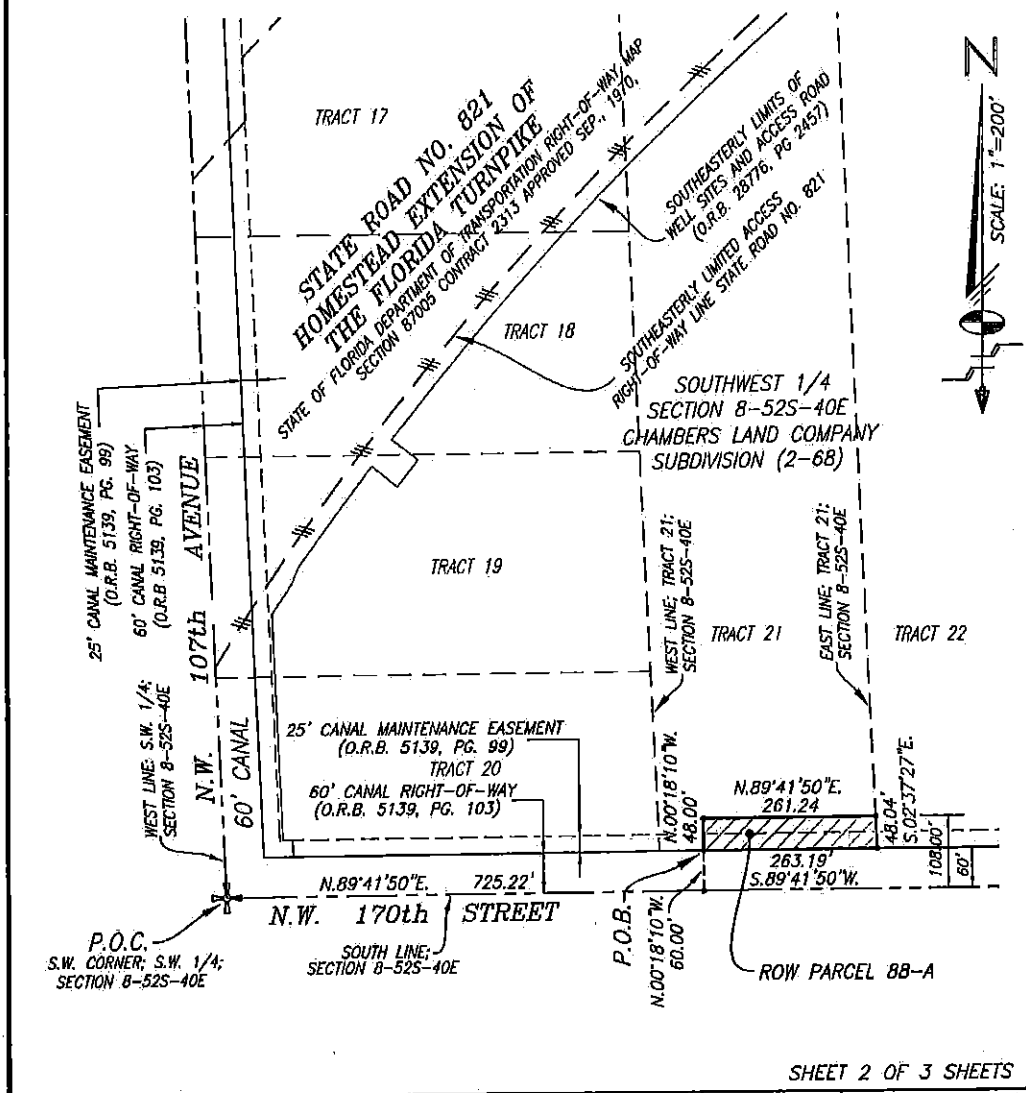 TRACT 17
STATE ROAD NO. 821
HOMESTEAD EXTENSION OF
THE FLORIDA TURNPIKE
STATE OF FLORIDA DEPARTMENT OF TRANSPORTATION RIGHT-OF-WAY MAP
SECTION 87005 CONTRACT 2313 APPROVED SEP., 1970,
SOUTHEASTERLY LIMITS OF
WELL SITES AND ACCESS ROAD
(O.R.B. 28776, PG 2457)
N
SCALE: 1"=200'
TRACT 18
SOUTHEASTERLY LIMITED ACCESS
RIGHT-OF-WAY LINE STATE ROAD NO. 821
SOUTHWEST 1/4
SECTION 8-52S-40E
CHAMBERS LAND COMPANY
SUBDIVISION (2-68)
25' CANAL MAINTENANCE EASEMENT
(O.R.B. 5139, PG. 99)
60' CANAL RIGHT-OF-WAY
(O.R.B 5139, PG. 103)
N.W. 107th AVENUE
TRACT 19
WEST LINE; TRACT 21;
SECTION 8-52S-40E
TRACT 21
EAST LINE; TRACT 21;
SECTION 8-52S-40E
TRACT 22
WEST LINE; S.W. 1/4;
SECTION 8-52S-40E
60' CANAL
25' CANAL MAINTENANCE EASEMENT
(O.R.B. 5139, PG. 99)
TRACT 20
60' CANAL RIGHT-OF-WAY
(O.R.B. 5139, PG. 103)
N.00°18'10"W.
48.00'
N.89°41'50"E.
261.24
48.04'
S.02°37'27"E.
263.19'
S.89°41'50"W.
108.00'
60'
N.89°41'50"E. 725.22'
N.W. 170th STREET
P.O.B.
N.00°18'10"W.
60.00'
P.O.C.
S.W. CORNER; S.W. 1/4;
SECTION 8-52S-40E
SOUTH LINE;
SECTION 8-52S-40E
ROW PARCEL 88-A
SHEET 2 OF 3 SHEETS